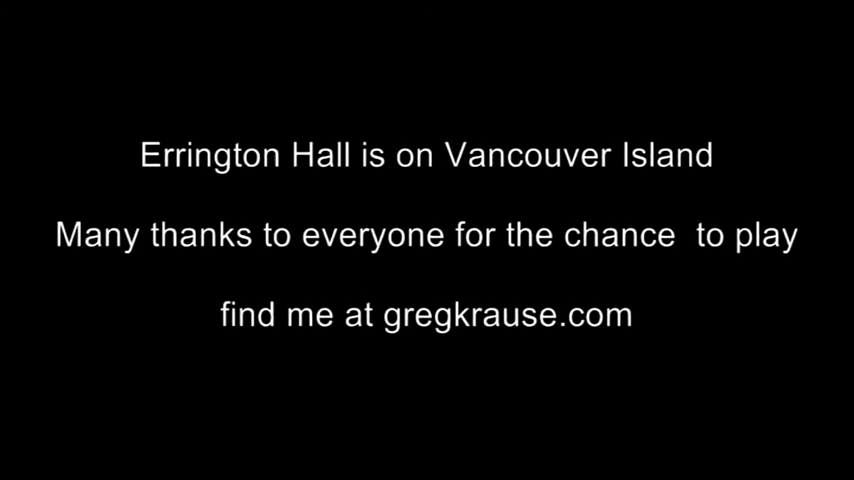 Errington Hall is on Vancouver Island
Many thanks to everyone for the chance  to play
find me at gregkrause.com